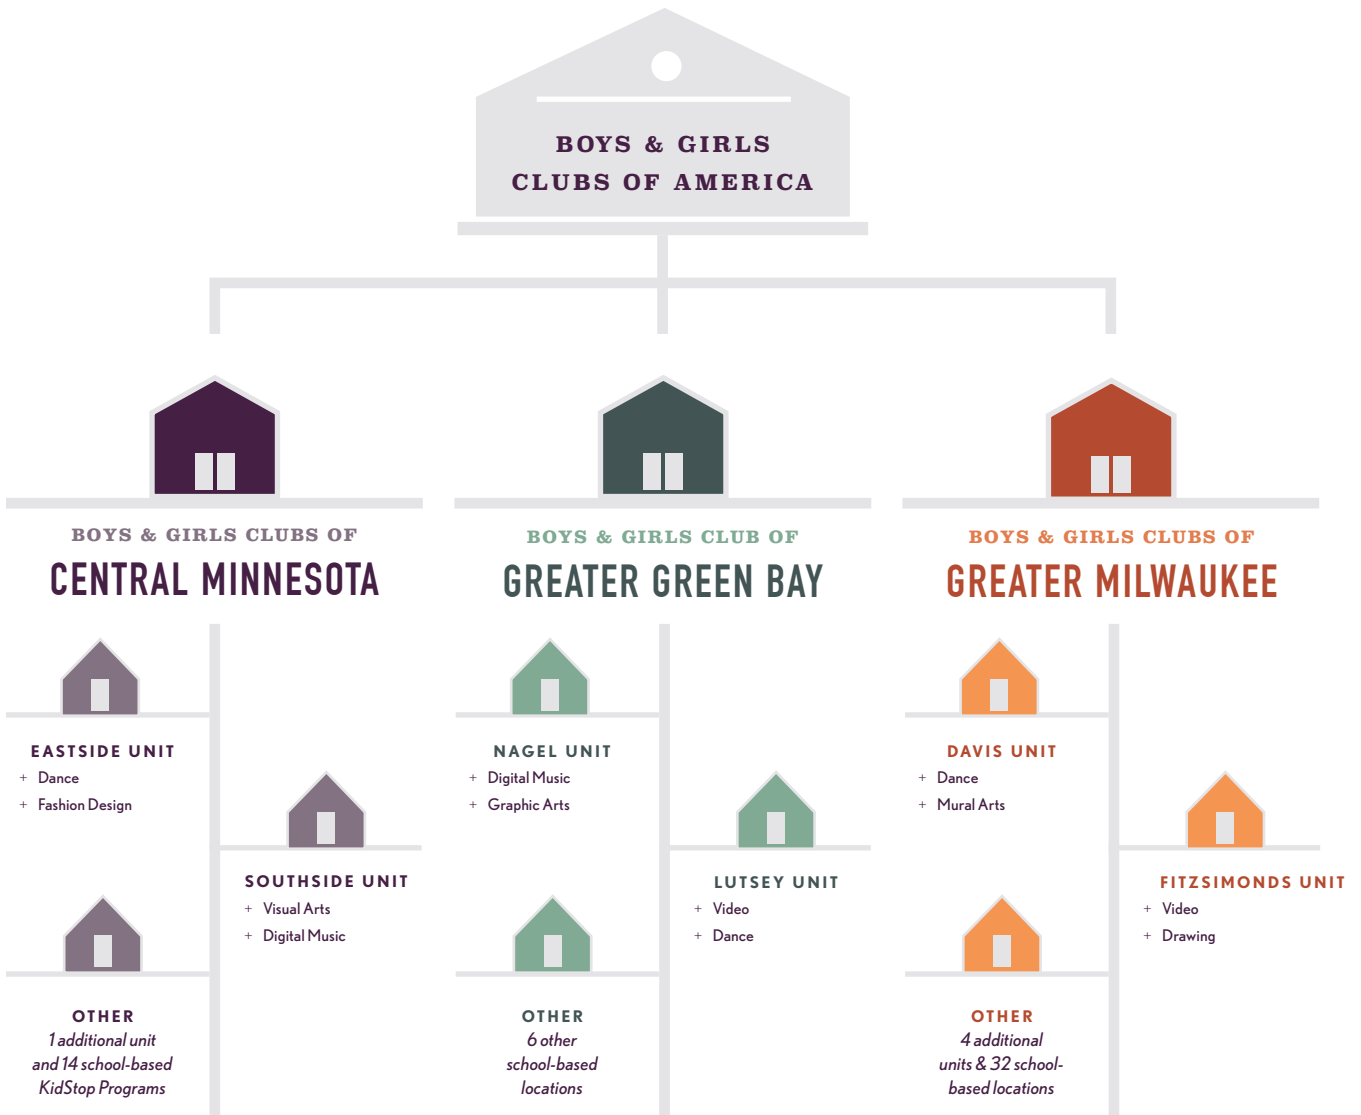 BOYS & GIRLS
CLUBS OF AMERICA
BOYS & GIRLS CLUBS OF
CENTRAL MINNESOTA
EASTSIDE UNIT
+ Dance
+ Fashion Design
SOUTHSIDE UNIT
+ Visual Arts
+ Digital Music
OTHER
1 additional unit
and 14 school-based
KidStop Programs
BOYS & GIRLS CLUB OF
GREATER GREEN BAY
NAGEL UNIT
+ Digital Music
+ Graphic Arts
LUTSEY UNIT
+ Video
+ Dance
OTHER
6 other
school-based
locations
BOYS & GIRLS CLUBS OF
GREATER MILWAUKEE
DAVIS UNIT
+ Dance
+ Mural Arts
FITZSIMONDS UNIT
+ Video
+ Drawing
OTHER
4 additional
units & 32 school-
based locations